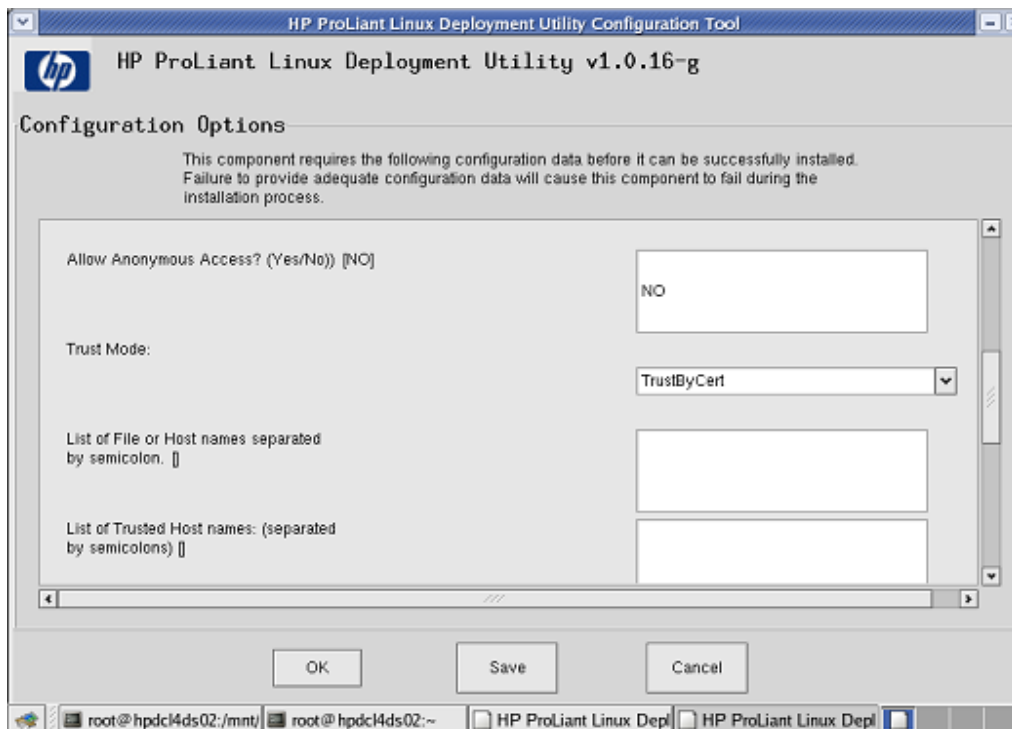 HP ProLiant Linux Deployment Utility Configuration Tool
hp
HP ProLiant Linux Deployment Utility v1.0.16-g
Configuration Options
This component requires the following configuration data before it can be successfully installed.
Failure to provide adequate configuration data will cause this component to fail during the
installation process.
Allow Anonymous Access? (Yes/No)) [NO]
NO
Trust Mode:
TrustByCert
List of File or Host names separated
by semicolon. []
List of Trusted Host names: (separated
by semicolons) []
OK Save Cancel
root@hpdcl4ds02:/mnt/ root@hpdcl4ds02:~ HP ProLiant Linux Depl HP ProLiant Linux Depl